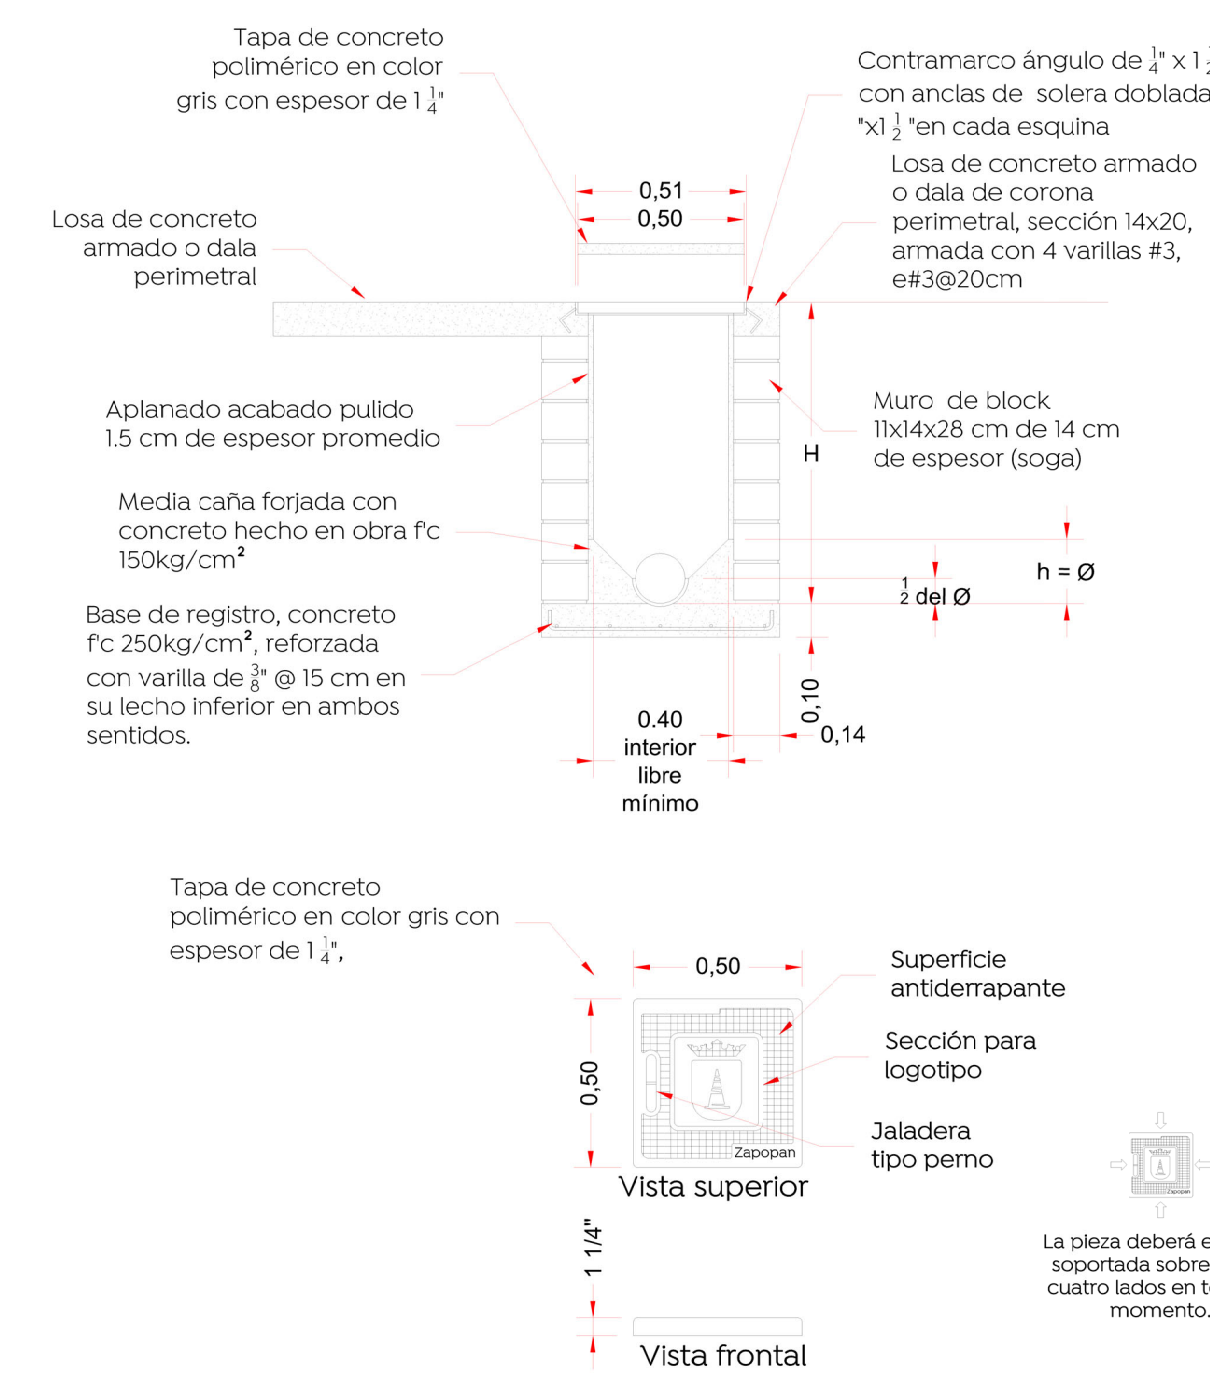 Tapa de concreto
polimérico en color
gris con espesor de 1 1/4"
Contramarco ángulo de 1/4" x 1
con anclas de solera doblada
"x1 1/2 "en cada esquina
Losa de concreto armado
o dala de corona
perimetral, sección 14x20,
armada con 4 varillas #3,
e#3@20cm
0,51
0,50
Losa de concreto
armado o dala
perimetral
Aplanado acabado pulido
1.5 cm de espesor promedio
Muro de block
11x14x28 cm de 14 cm
de espesor (soga)
H
Media caña forjada con
concreto hecho en obra f'c
150kg/cm²
h = Ø
1/2 del Ø
Base de registro, concreto
f'c 250kg/cm², reforzada
con varilla de 3/8" @ 15 cm en
su lecho inferior en ambos
sentidos.
0,10
0,14
0.40
interior
libre
mínimo
Tapa de concreto
polimérico en color gris con
espesor de 1 1/4",
0,50
0,50
Superficie
antiderrapante
Sección para
logotipo
Jaladera
tipo perno
Zapopan
Vista superior
1 1/4"
Vista frontal
Zapopan
La pieza deberá e
soportada sobre
cuatro lados en t
momento.